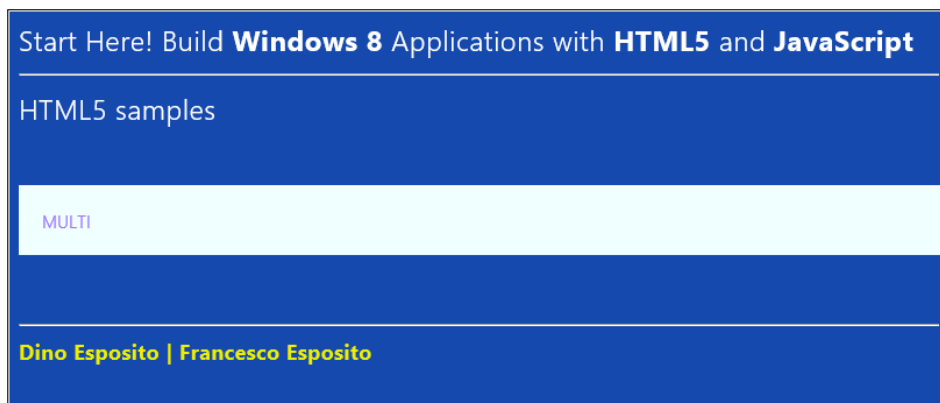 Start Here! Build Windows 8 Applications with HTML5 and JavaScript
HTML5 samples
MULTI
Dino Esposito | Francesco Esposito